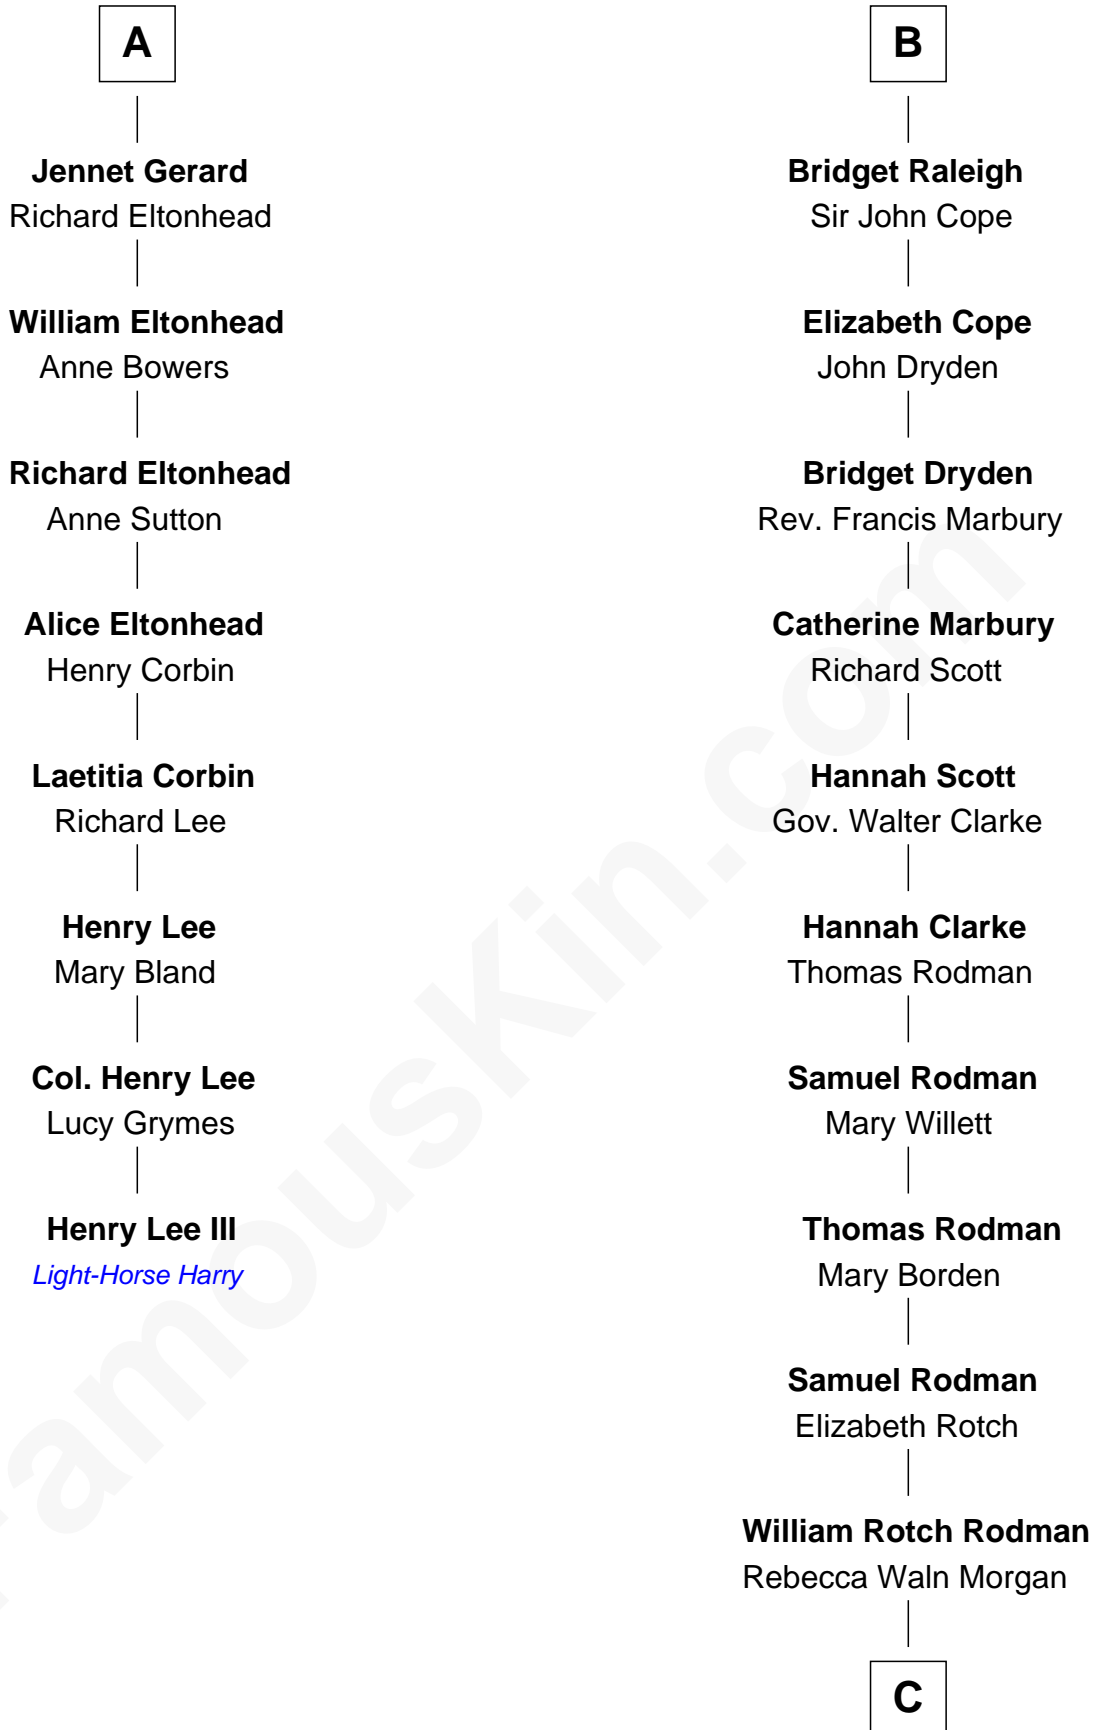 A
Jennet Gerard
Richard Eltonhead
William Eltonhead
Anne Bowers
Richard Eltonhead
Anne Sutton
Alice Eltonhead
Henry Corbin
Laetitia Corbin
Richard Lee
Henry Lee
Mary Bland
Col. Henry Lee
Lucy Grymes
Henry Lee III
Light-Horse Harry
B
Bridget Raleigh
Sir John Cope
Elizabeth Cope
John Dryden
Bridget Dryden
Rev. Francis Marbury
Catherine Marbury
Richard Scott
Hannah Scott
Gov. Walter Clarke
Hannah Clarke
Thomas Rodman
Samuel Rodman
Mary Willett
Thomas Rodman
Mary Borden
Samuel Rodman
Elizabeth Rotch
William Rotch Rodman
Rebecca Waln Morgan
C
FamousKin.com